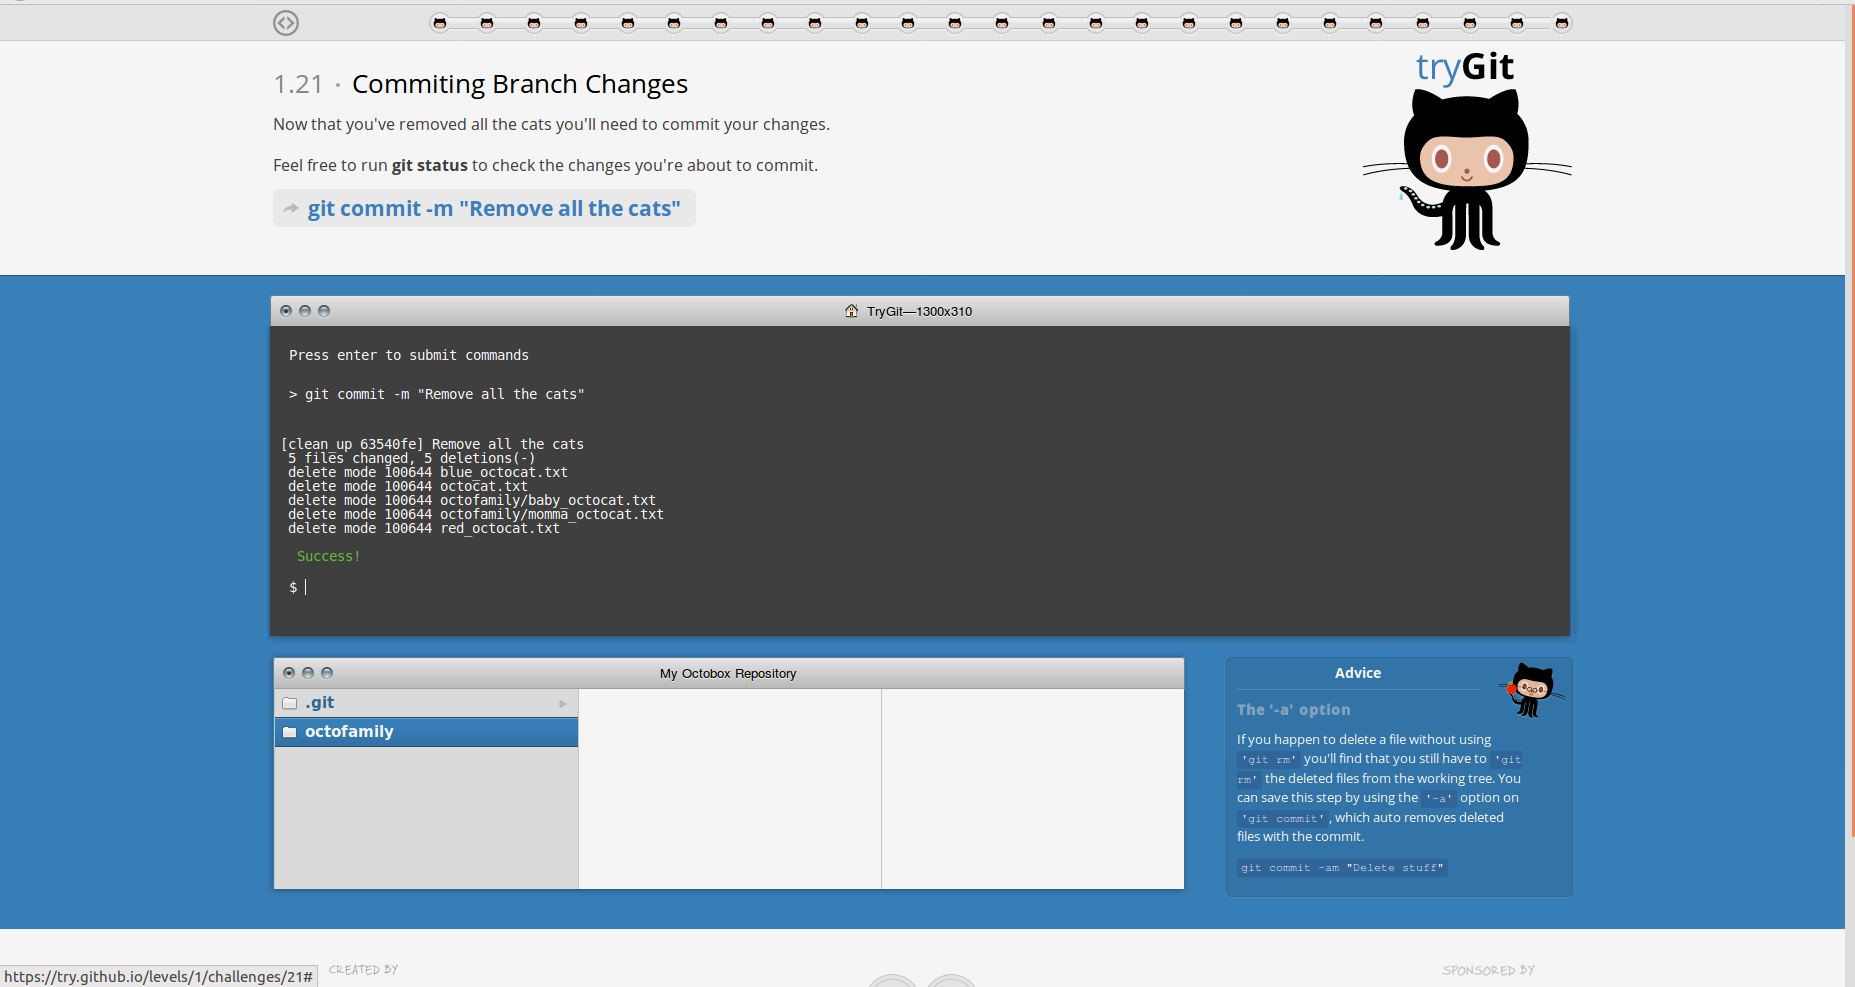 1.21 · Commiting Branch Changes
tryGit
Now that you've removed all the cats you'll need to commit your changes.
Feel free to run git status to check the changes you're about to commit.
git commit -m "Remove all the cats"
TryGit—1300x310
Press enter to submit commands
> git commit -m "Remove all the cats"
[clean_up 63540fe] Remove all the cats
5 files changed, 5 deletions(-)
delete mode 100644 blue_octocat.txt
delete mode 100644 octocat.txt
delete mode 100644 octofamily/baby_octocat.txt
delete mode 100644 octofamily/momma_octocat.txt
delete mode 100644 red_octocat.txt
Success!
$
My Octobox Repository
.git
octofamily
Advice
The '-a' option
If you happen to delete a file without using
'git rm' you'll find that you still have to 'git
rm' the deleted files from the working tree. You
can save this step by using the '-a' option on
'git commit', which auto removes deleted
files with the commit.
git commit -am "Delete stuff"
https://try.github.io/levels/1/challenges/21#
CREATED BY
SPONSORED BY